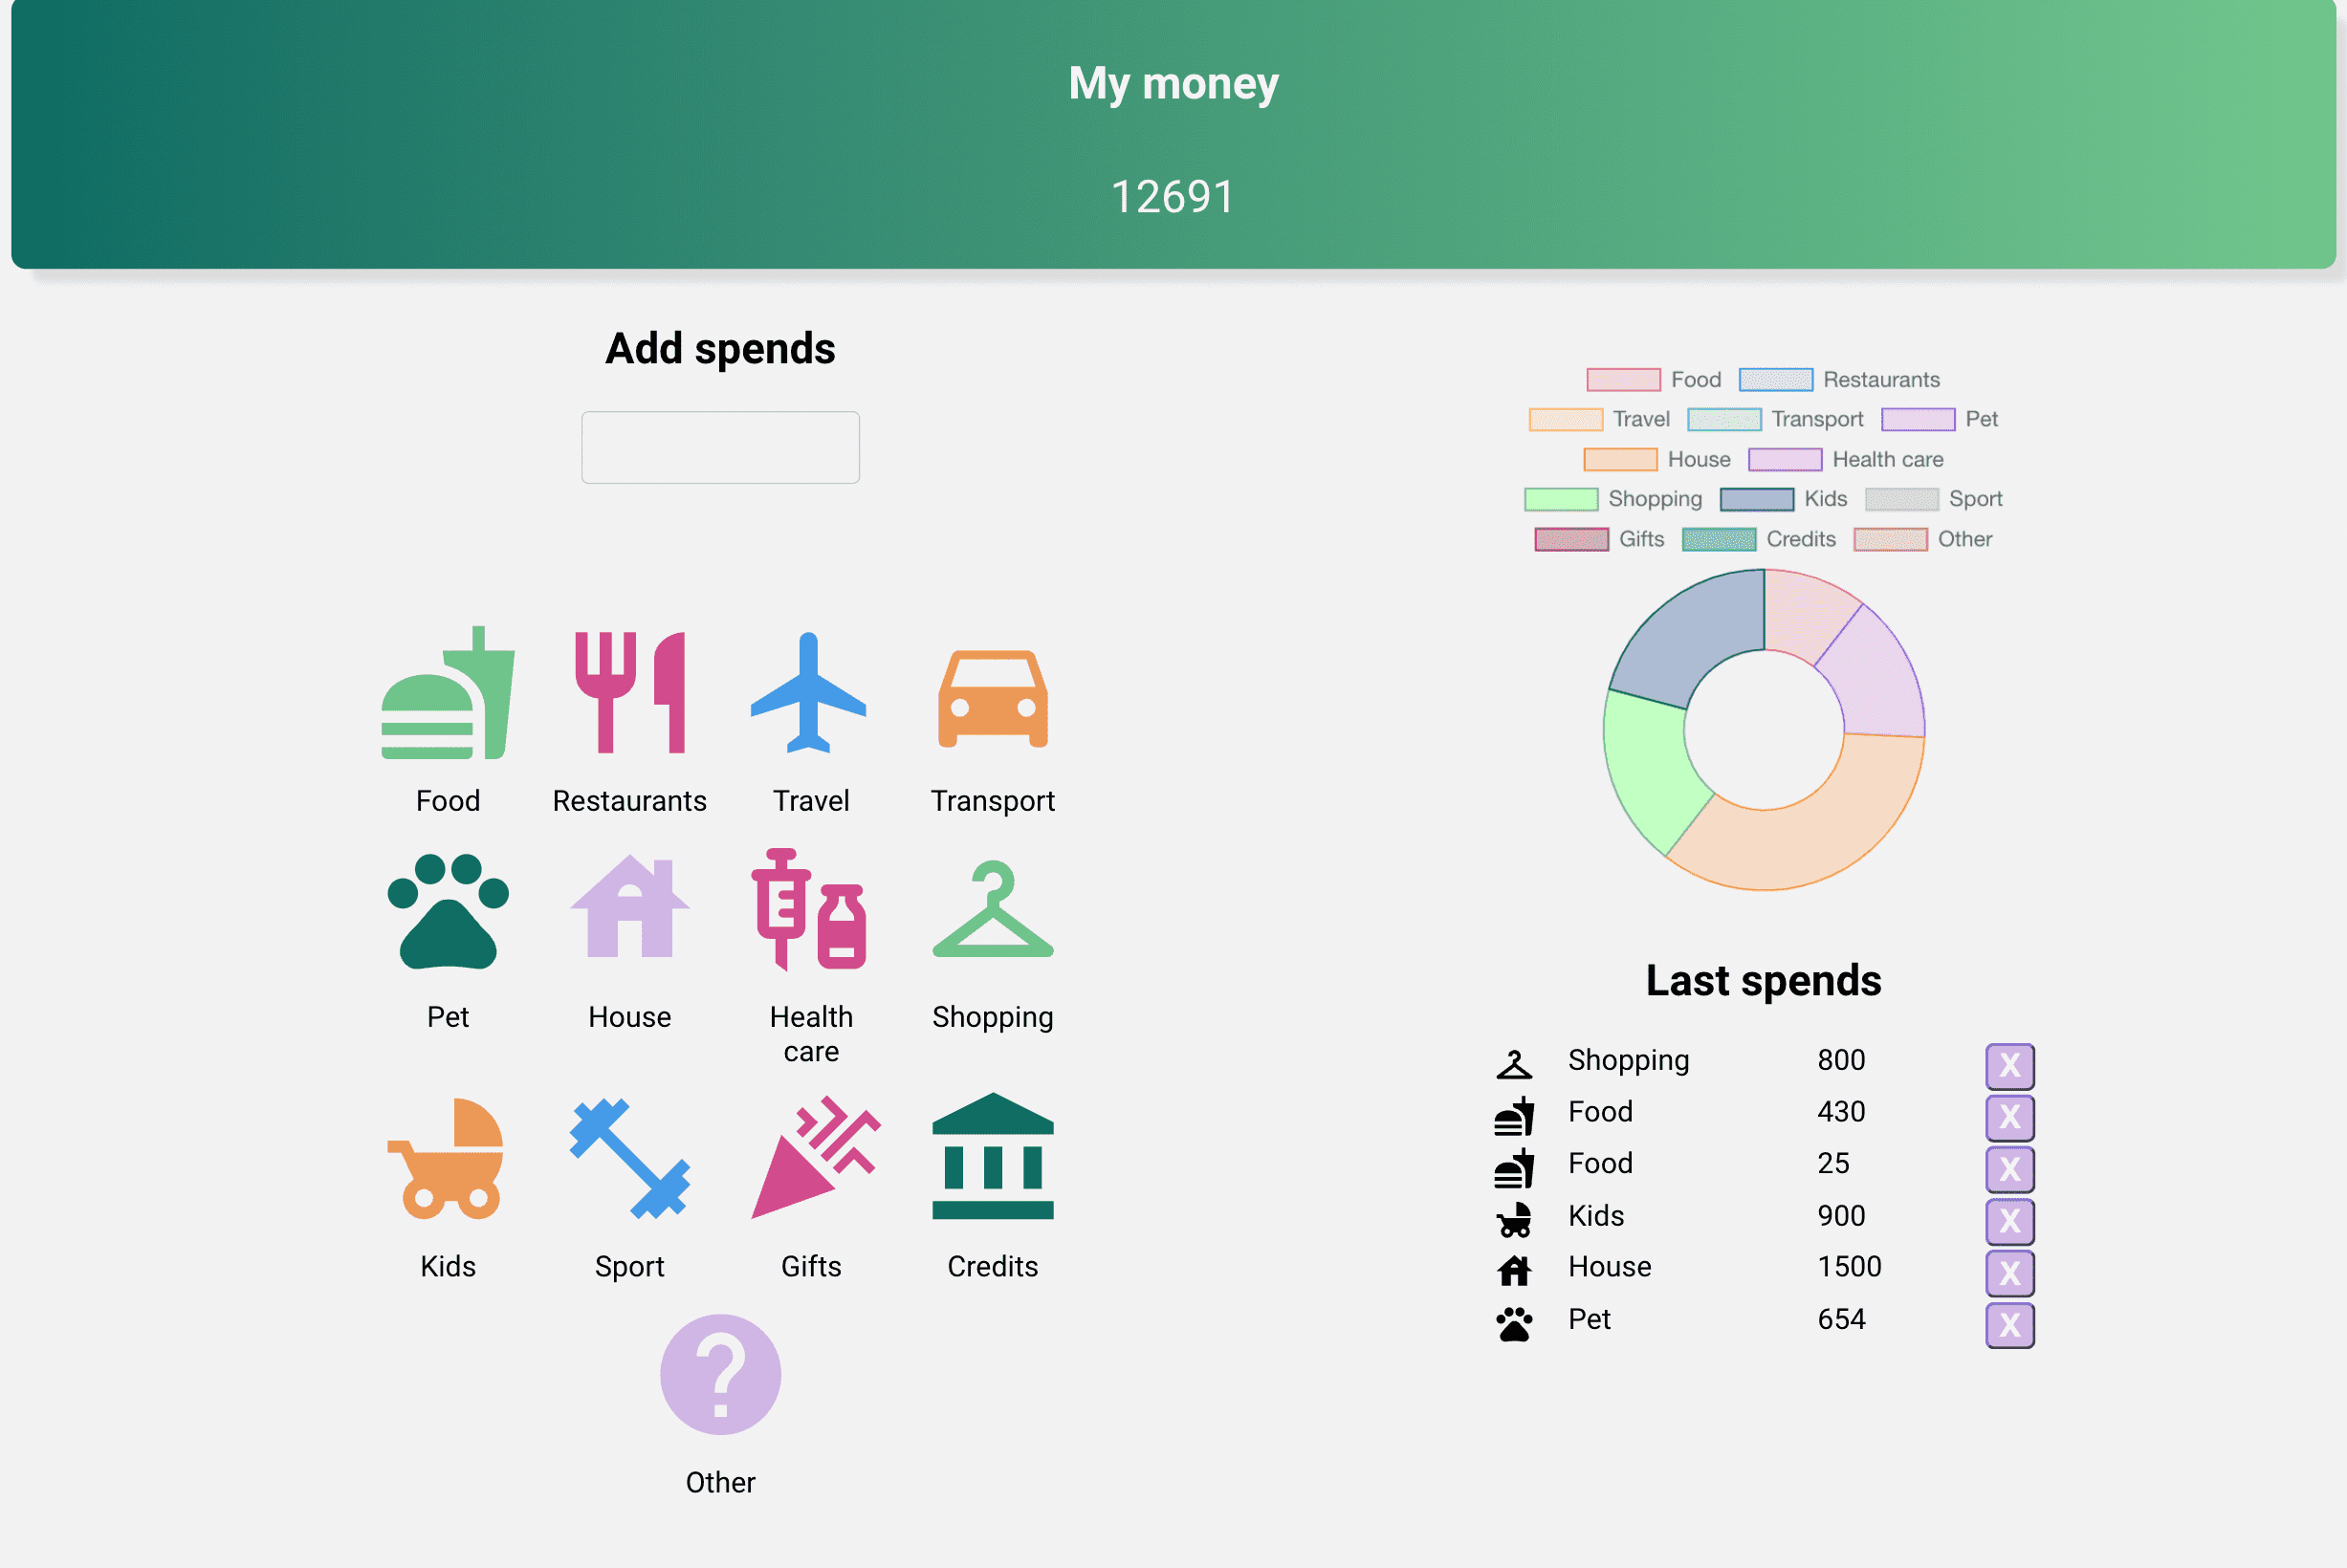 My money
12691
Add spends
Food
Restaurants
Travel
Transport
Pet
House
Health
care
Shopping
Kids
Sport
Gifts
Credits
?
Other
Food Restaurants
Travel Transport Pet
House Health care
Shopping Kids Sport
Gifts Credits Other
Last spends
Shopping 800 X
Food 430 X
Food 25 X
Kids 900 X
House 1500 X
Pet 654 X